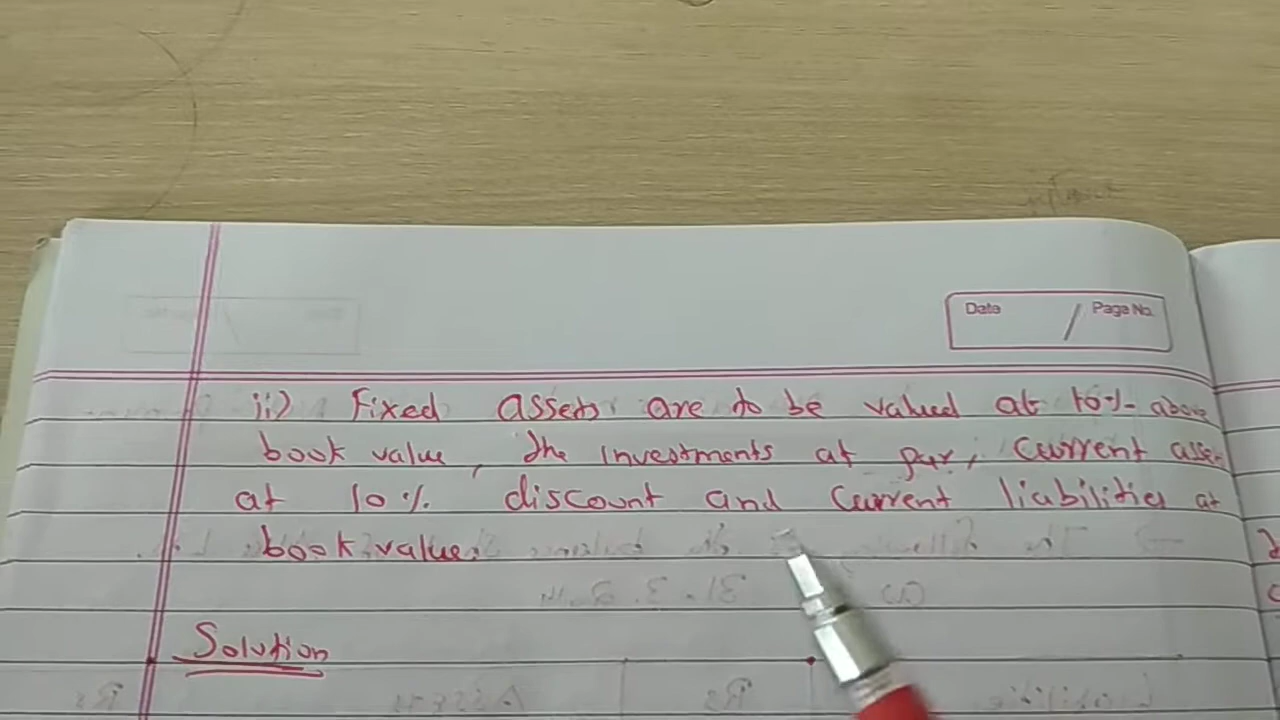 Date / Page No.
ii) Fixed assets are to be valued at 10% above
book value, the investments at par, current asse
at 10% discount and current liabilities at
book value.
Solution